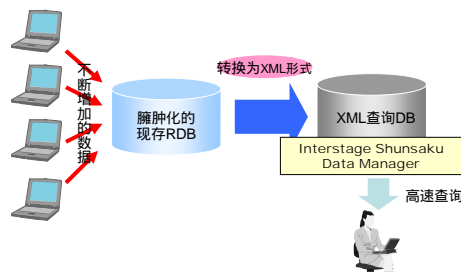 不断增加的数据
臃肿化的
现存RDB
转换为XML形式
XML查询DB
Interstage Shunsaku
Data Manager
高速查询